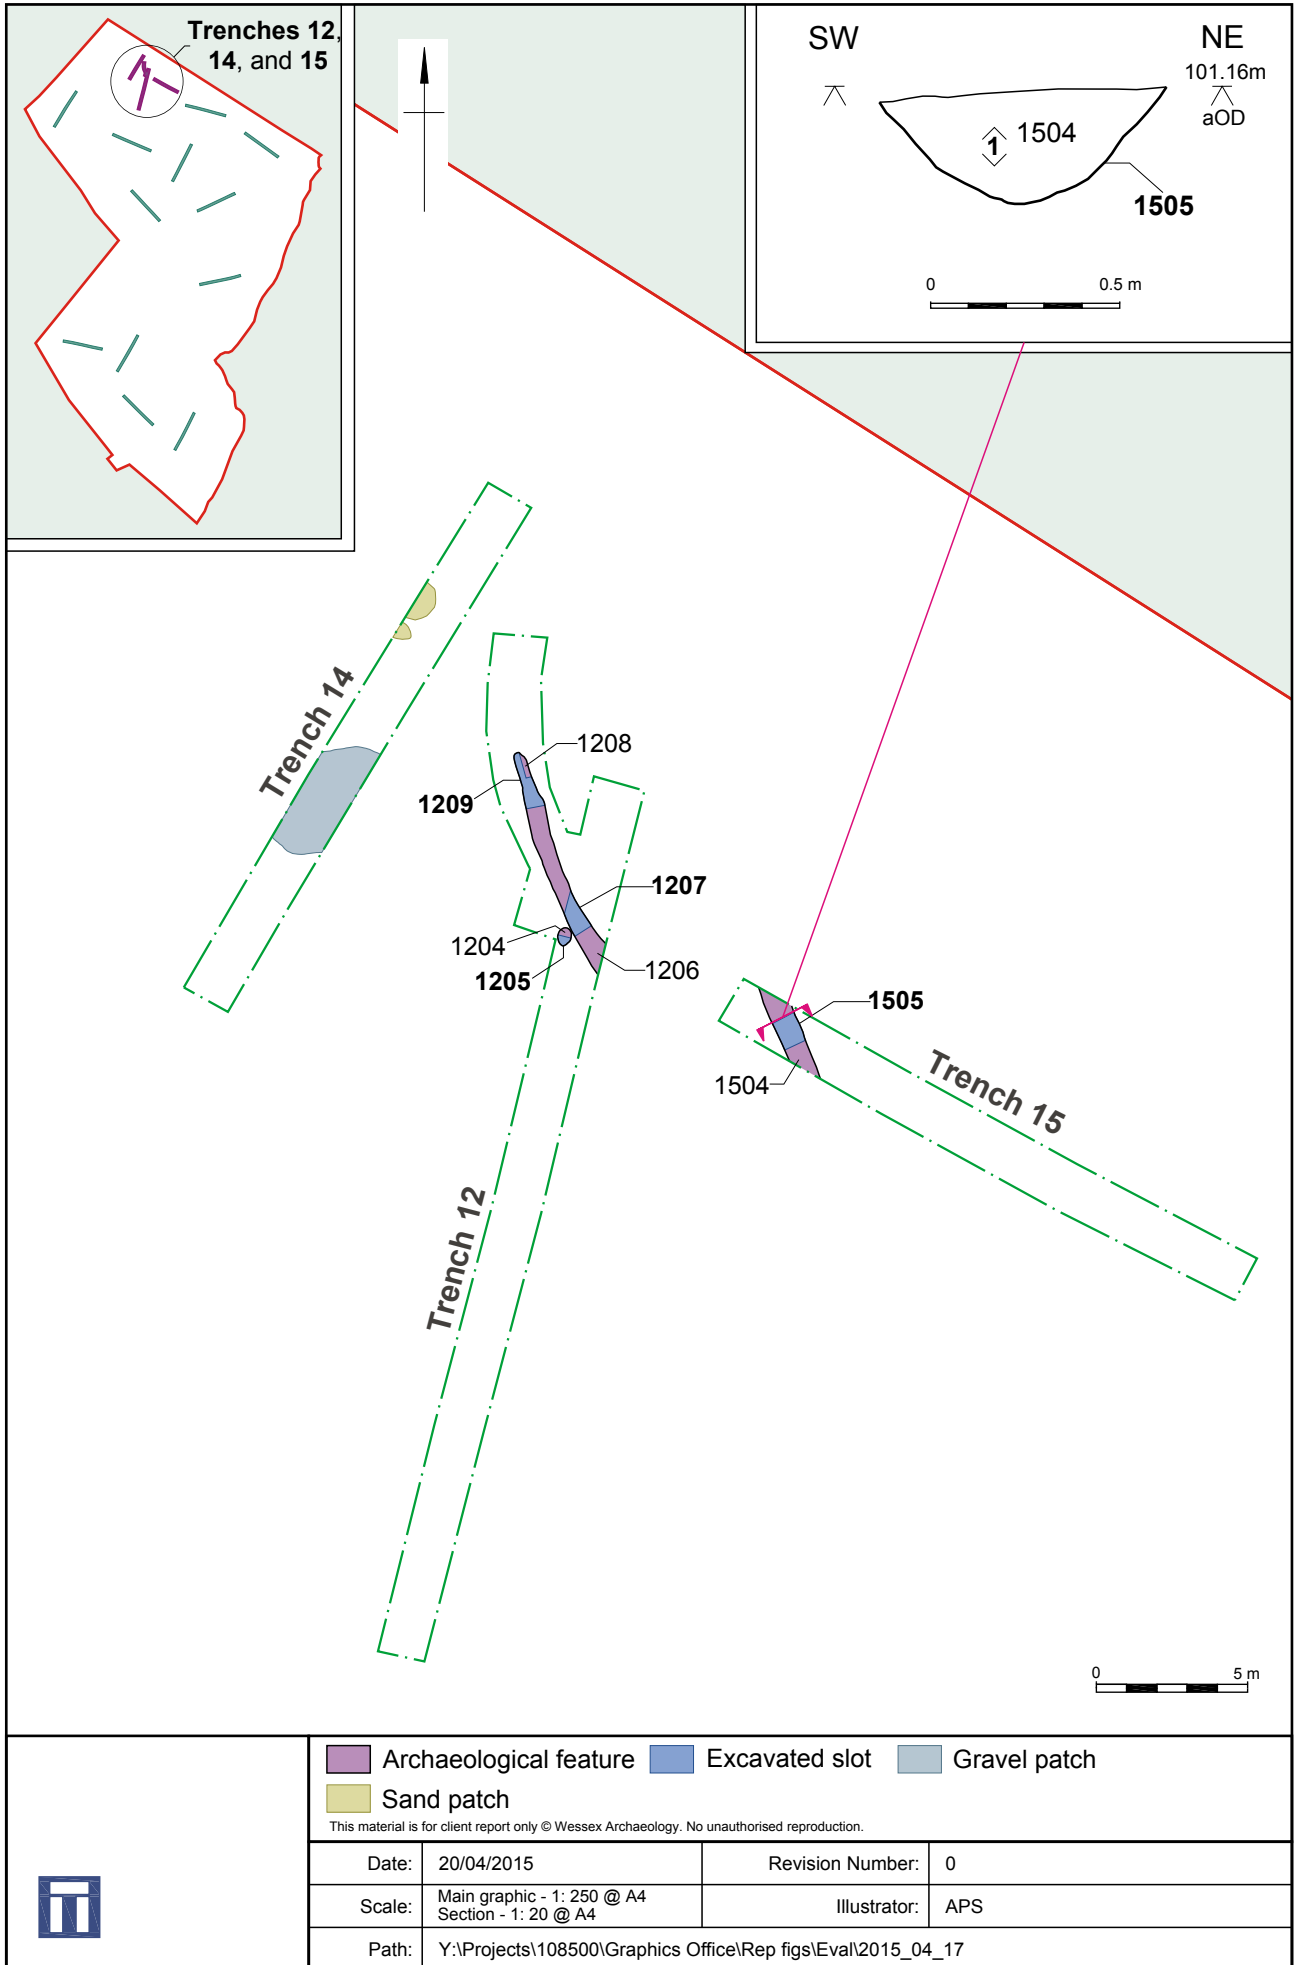 Trenches 12,
14, and 15
SW
NE
101.16m
aOD
1
1504
1505
0
0.5 m
Trench 14
1208
1209
1207
1204
1205
1206
1505
1504
Trench 15
Trench 12
0
5 m
Archaeological feature
Excavated slot
Gravel patch
Sand patch
This material is for client report only © Wessex Archaeology. No unauthorised reproduction.
Date:
20/04/2015
Revision Number:
0
Scale:
Main graphic - 1: 250 @ A4
Section - 1: 20 @ A4
Illustrator:
APS
Path:
Y:\Projects\108500\Graphics Office\Rep figs\Eval\2015_04_17